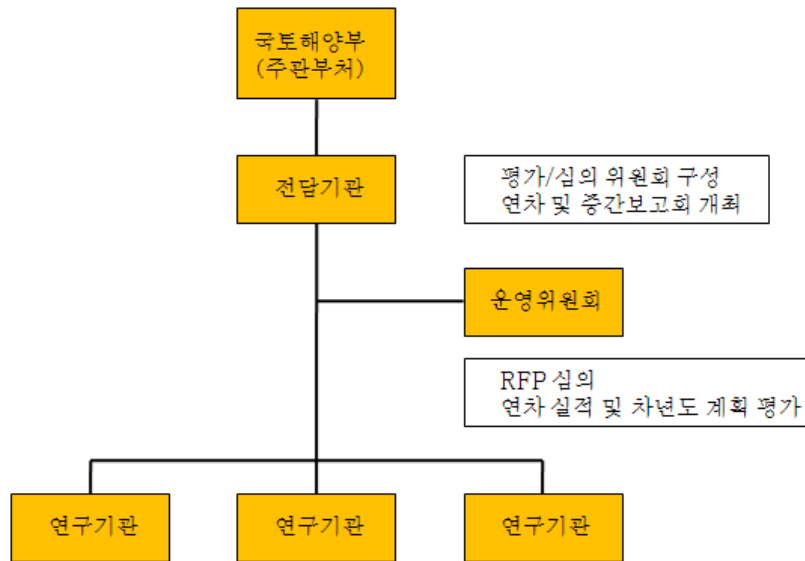 국토해양부
(주관부처)
전담기관
평가/심의 위원회 구성
연차 및 중간보고회 개최
운영위원회
RFP 심의
연차 실적 및 차년도 계획 평가
연구기관
연구기관
연구기관